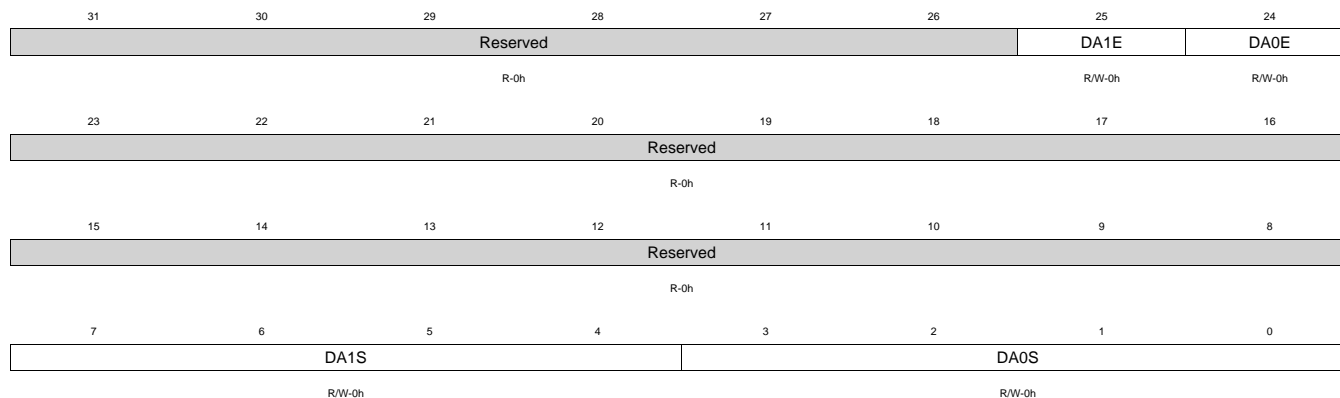 31 30 29 28 27 26 25 24
Reserved DA1E DA0E
R-0h R/W-0h R/W-0h
23 22 21 20 19 18 17 16
Reserved
R-0h
15 14 13 12 11 10 9 8
Reserved
R-0h
7 6 5 4 3 2 1 0
DA1S DA0S
R/W-0h R/W-0h